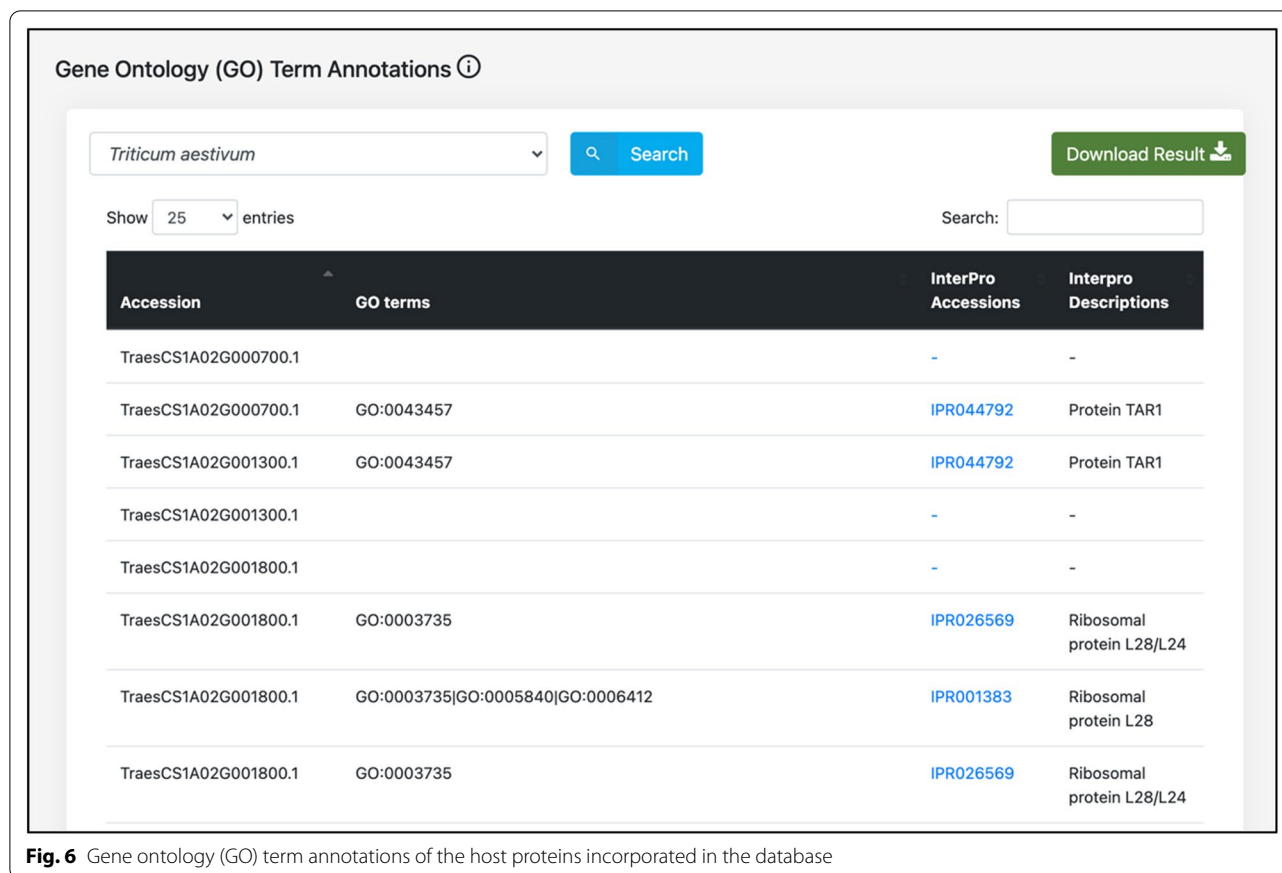 Gene Ontology (GO) Term Annotations
Triticum aestivum
Search
Download Result
Show 25 entries
Search:
Accession GO terms InterPro Accessions Interpro Descriptions
TraesCS1A02G000700.1 - -
TraesCS1A02G000700.1 GO:0043457 IPR044792 Protein TAR1
TraesCS1A02G001300.1 GO:0043457 IPR044792 Protein TAR1
TraesCS1A02G001300.1 - -
TraesCS1A02G001800.1 - -
TraesCS1A02G001800.1 GO:0003735 IPR026569 Ribosomal
protein L28/L24
TraesCS1A02G001800.1 GO:0003735|GO:0005840|GO:0006412 IPR001383 Ribosomal
protein L28
TraesCS1A02G001800.1 GO:0003735 IPR026569 Ribosomal
protein L28/L24
Fig. 6 Gene ontology (GO) term annotations of the host proteins incorporated in the database